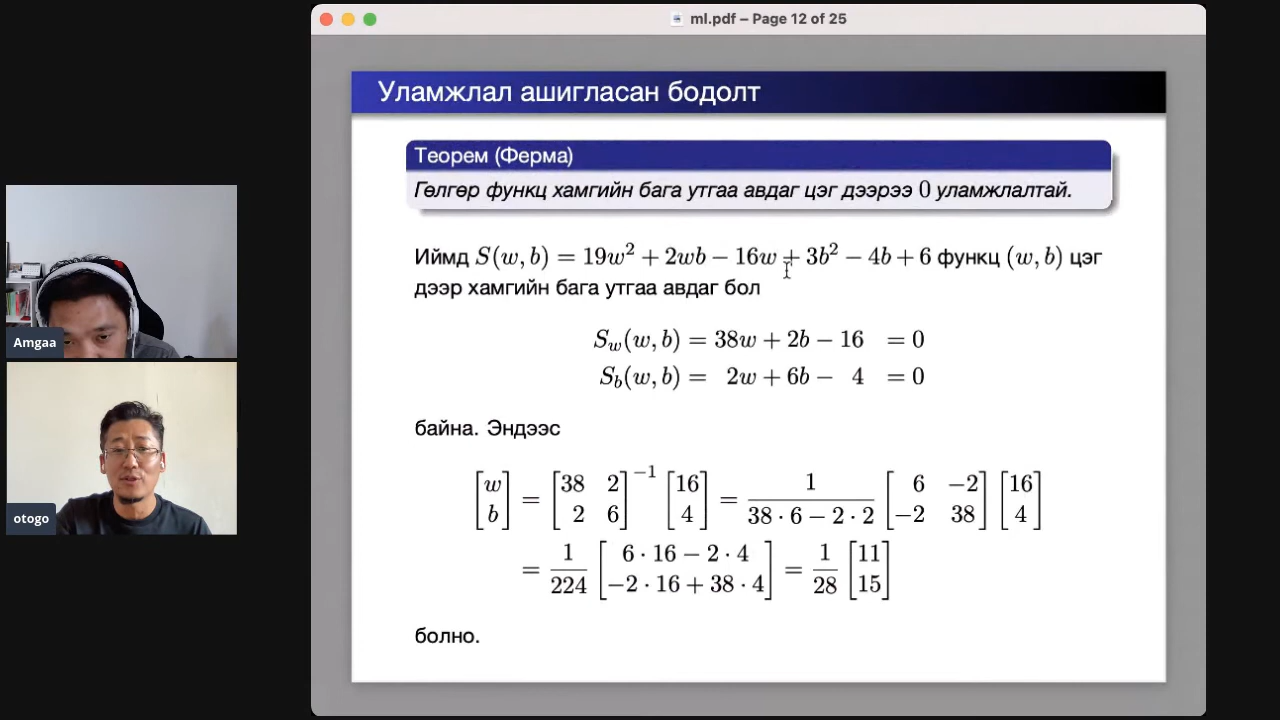 ml.pdf – Page 12 of 25
Уламжлал ашигласан бодолт
Теорем (Ферма)
Гөлгөр функц хамгийн бага утгаа авдаг цэг дээрээ 0 уламжлалтай.
Иймд S(w, b) = 19w² + 2wb − 16w + 3b² − 4b + 6 функц (w, b) цэг
дээр хамгийн бага утгаа авдаг бол
S_w(w, b) = 38w + 2b − 16 = 0
S_b(w, b) = 2w + 6b − 4 = 0
байна. Эндээс
[w b] = [38 2 2 6]⁻¹ [16 4] = 1/(38 · 6 − 2 · 2) [6 −2 −2 38] [16 4]
= 1/224 [6 · 16 − 2 · 4 −2 · 16 + 38 · 4] = 1/28 [11 15]
болно.
Amgaa
otogo